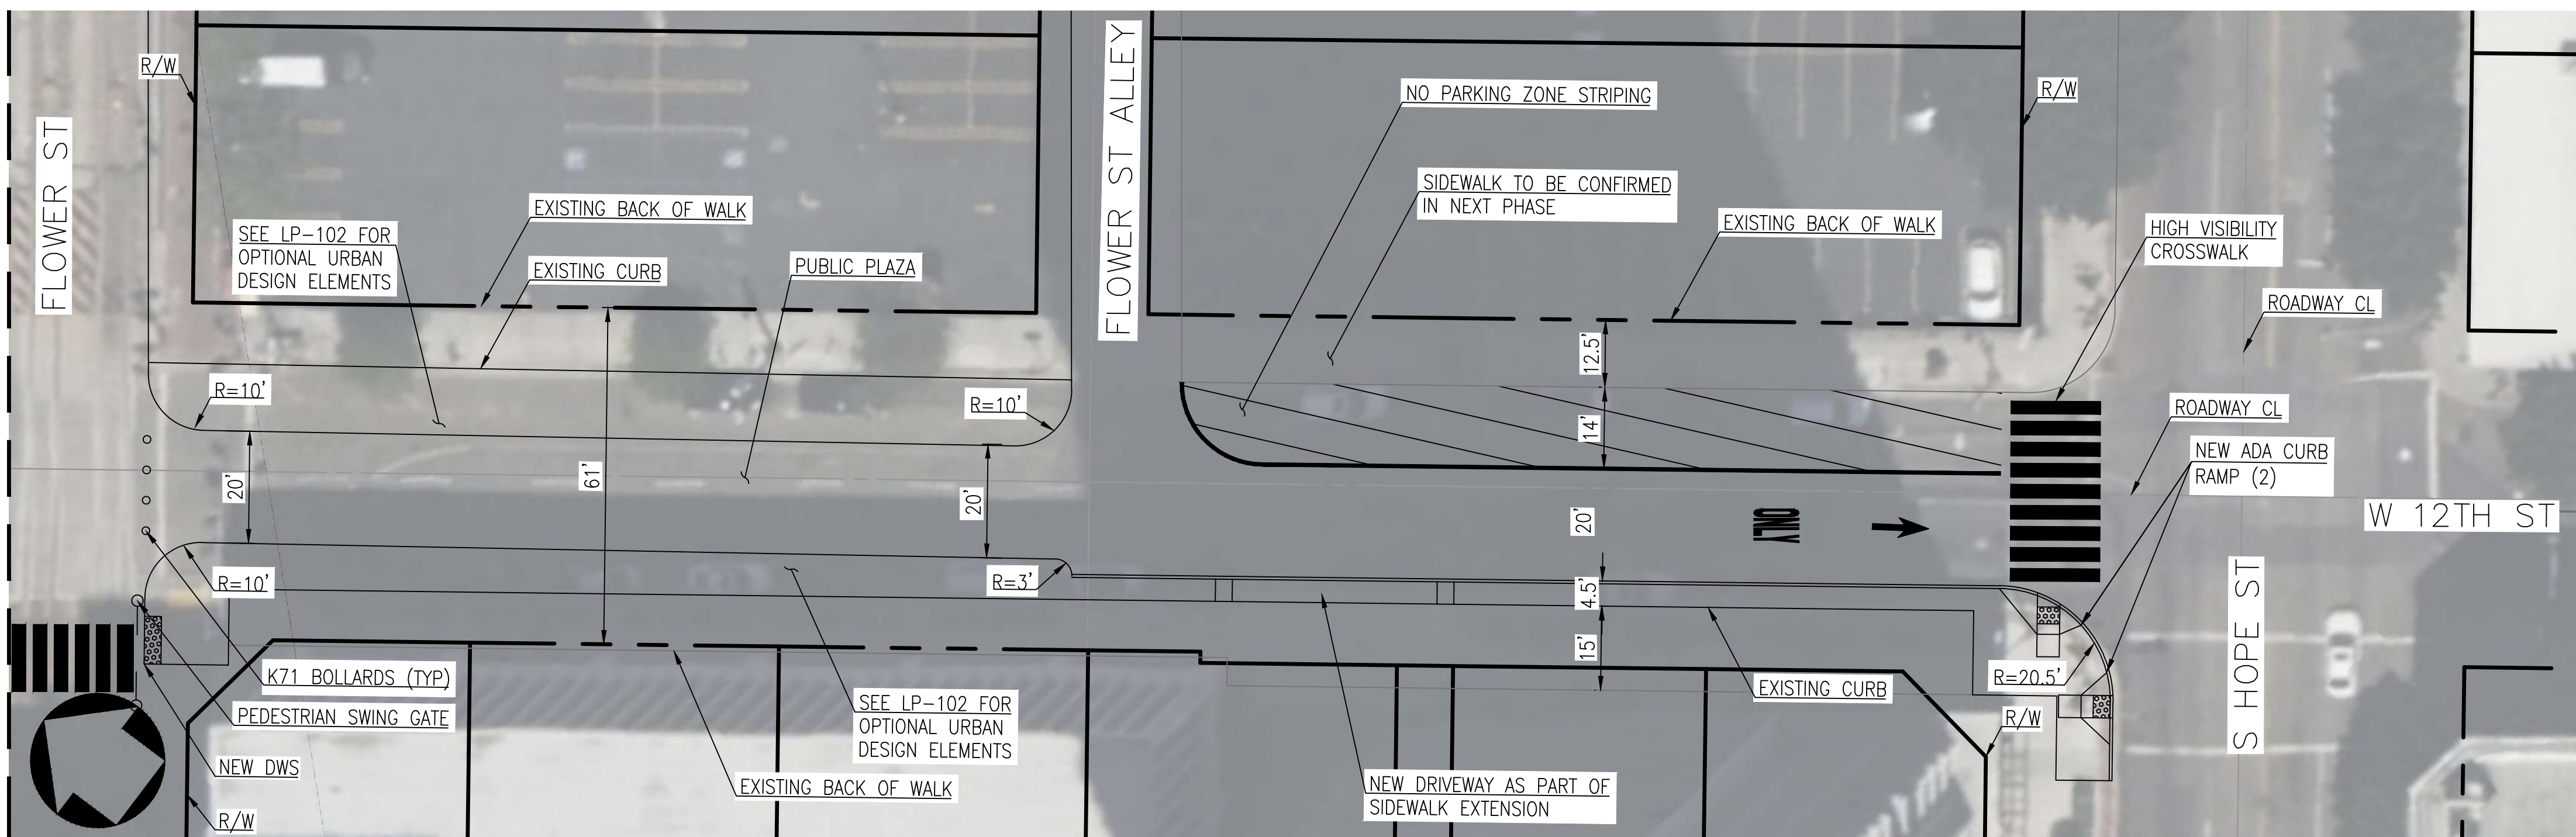 R/W
FLOWER ST
SEE LP-102 FOR
OPTIONAL URBAN
DESIGN ELEMENTS
EXISTING BACK OF WALK
EXISTING CURB
PUBLIC PLAZA
R=10'
R=10'
20'
61'
20'
R=10'
R=3'
K71 BOLLARDS (TYP)
PEDESTRIAN SWING GATE
NEW DWS
R/W
EXISTING BACK OF WALK
SEE LP-102 FOR
OPTIONAL URBAN
DESIGN ELEMENTS
FLOWER ST ALLEY
NO PARKING ZONE STRIPING
SIDEWALK TO BE CONFIRMED
IN NEXT PHASE
EXISTING BACK OF WALK
R/W
12.5'
14'
20'
4.5'
15'
ONLY
HIGH VISIBILITY
CROSSWALK
ROADWAY CL
ROADWAY CL
NEW ADA CURB
RAMP (2)
W 12TH ST
S HOPE ST
R=20.5'
R/W
EXISTING CURB
NEW DRIVEWAY AS PART OF
SIDEWALK EXTENSION